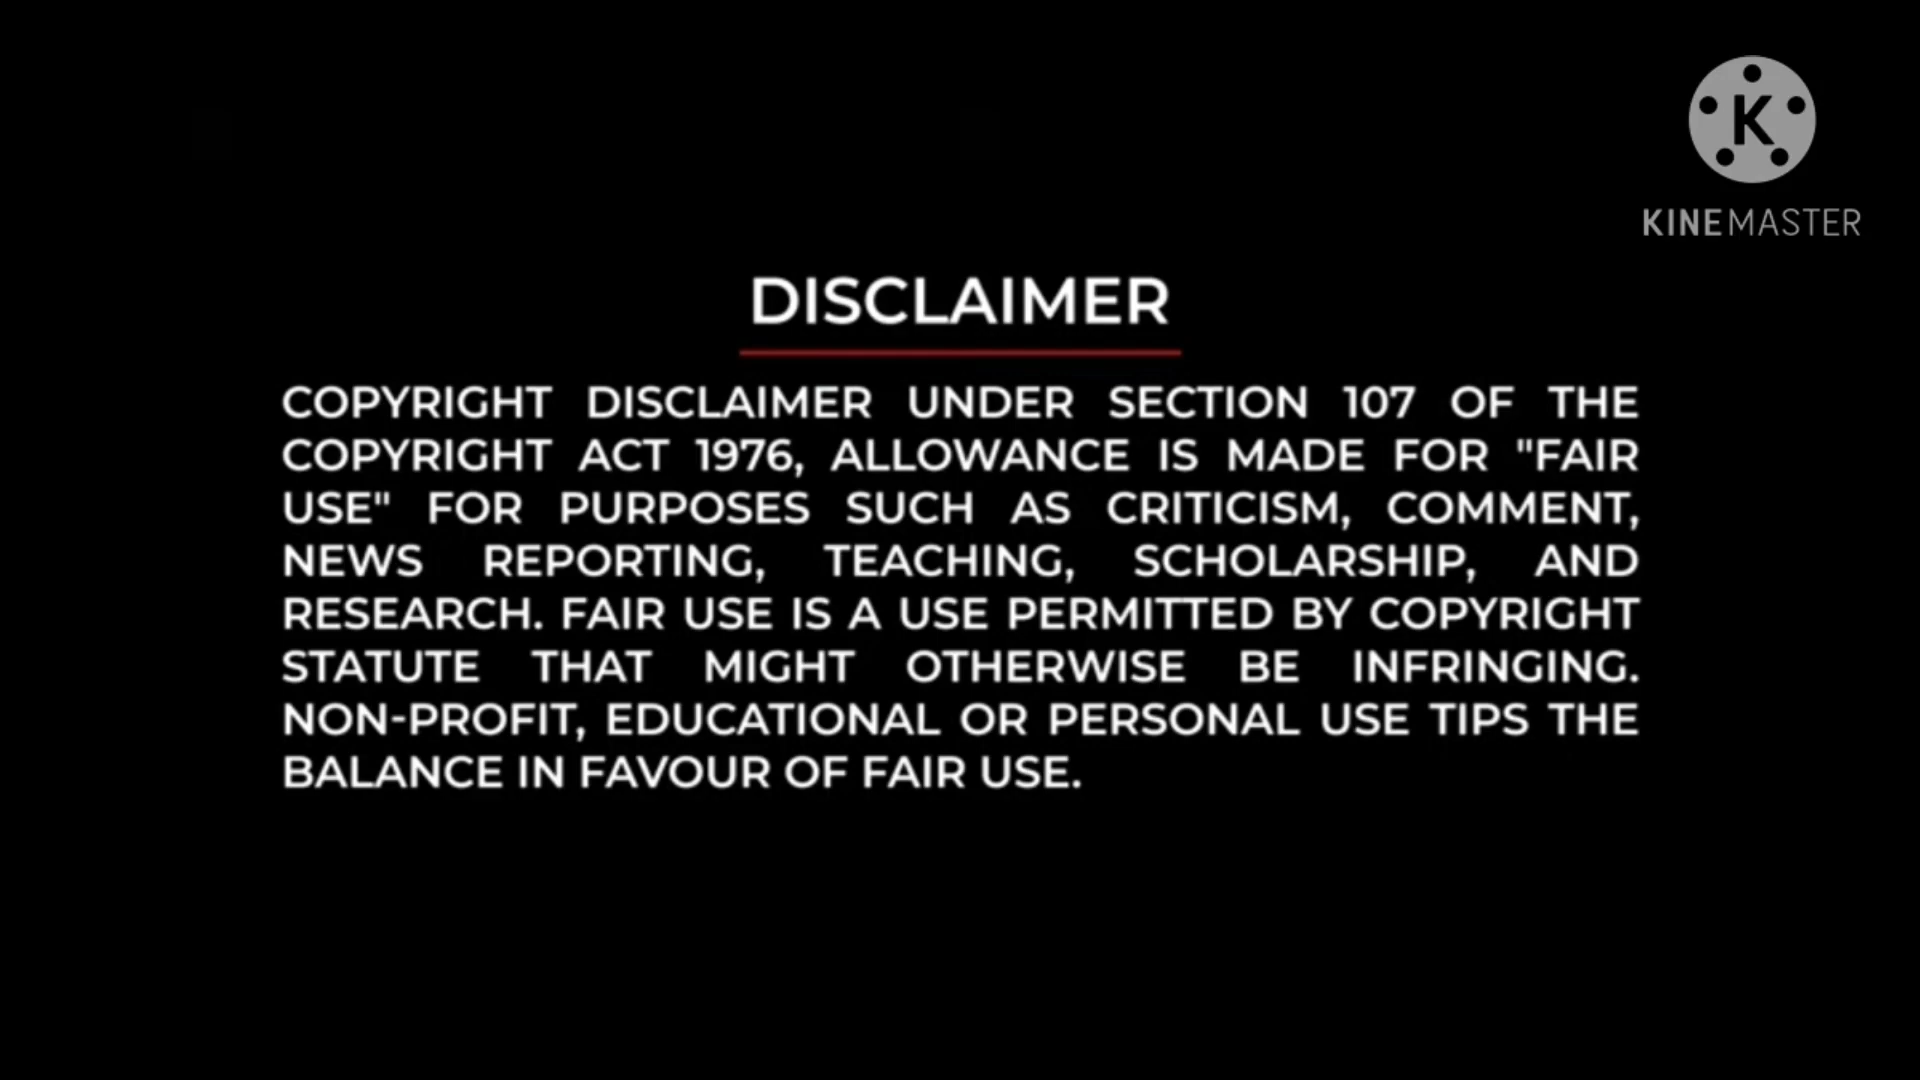 K
KINEMASTER
DISCLAIMER
COPYRIGHT DISCLAIMER UNDER SECTION 107 OF THE
COPYRIGHT ACT 1976, ALLOWANCE IS MADE FOR "FAIR
USE" FOR PURPOSES SUCH AS CRITICISM, COMMENT,
NEWS REPORTING, TEACHING, SCHOLARSHIP, AND
RESEARCH. FAIR USE IS A USE PERMITTED BY COPYRIGHT
STATUTE THAT MIGHT OTHERWISE BE INFRINGING.
NON-PROFIT, EDUCATIONAL OR PERSONAL USE TIPS THE
BALANCE IN FAVOUR OF FAIR USE.